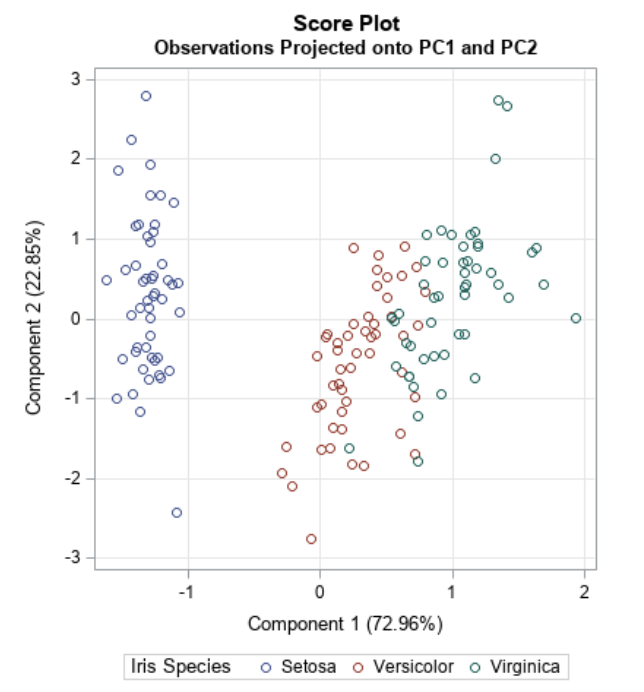 Score Plot
Observations Projected onto PC1 and PC2
3
2
1
0
-1
-2
-3
Component 2 (22.85%)
-1 0 1 2
Component 1 (72.96%)
Iris Species Setosa Versicolor Virginica